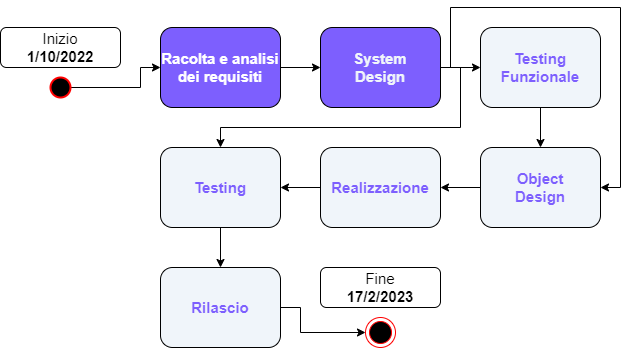 Inizio
1/10/2022
Racolta e analisi
dei requisiti
System
Design
Testing
Funzionale
Testing
Realizzazione
Object
Design
Rilascio
Fine
17/2/2023